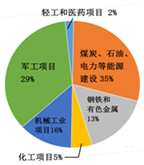 轻工和医药项目 2%
煤炭、石油、
电力等能源
建设 35%
军工项目
29%
钢铁和
有色金属
13%
机械工业
项目16%
化工项目5%